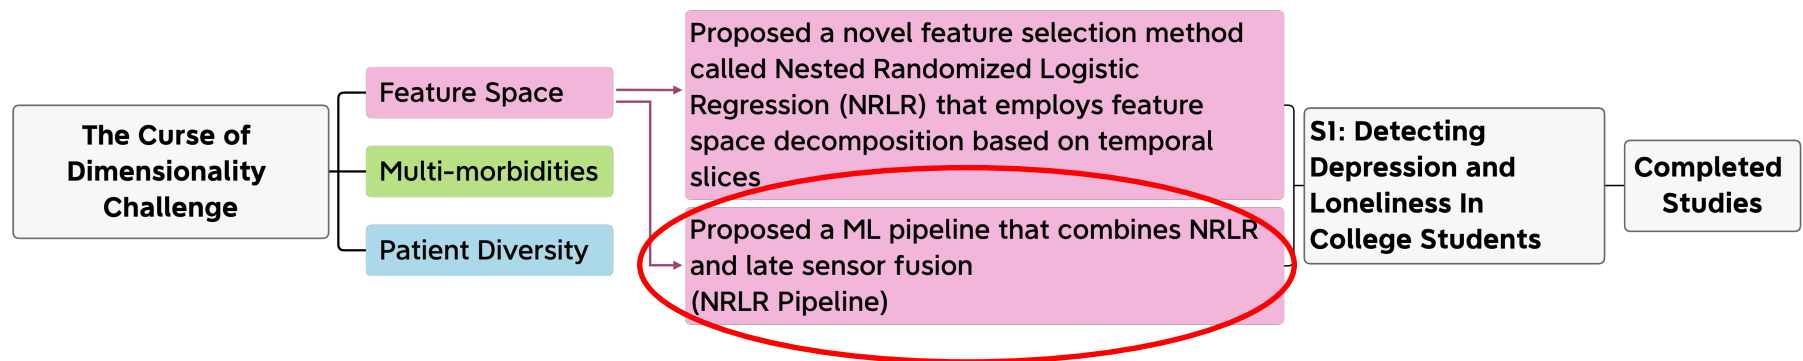 The Curse of
Dimensionality
Challenge
Feature Space
Multi-morbidities
Patient Diversity
Proposed a novel feature selection method
called Nested Randomized Logistic
Regression (NRLR) that employs feature
space decomposition based on temporal
slices
Proposed a ML pipeline that combines NRLR
and late sensor fusion
(NRLR Pipeline)
S1: Detecting
Depression and
Loneliness In
College Students
Completed
Studies